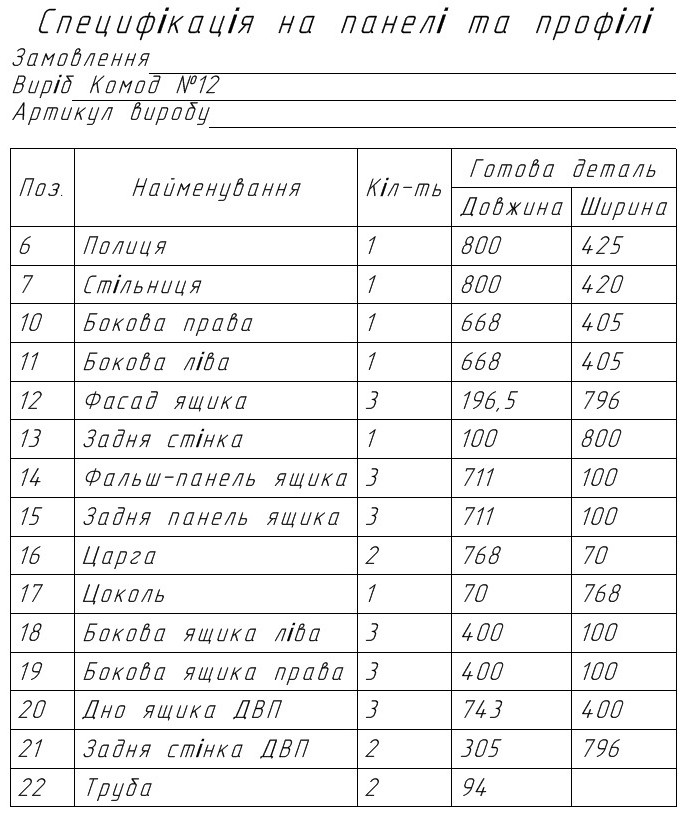 Специфікація на панелі та профілі
Замовлення
Виріб Комод №12
Артикул виробу
Поз. Найменування Кіл-ть Готова деталь
Довжина Ширина
6 Полиця 1 800 425
7 Стільниця 1 800 420
10 Бокова права 1 668 405
11 Бокова ліва 1 668 405
12 Фасад ящика 3 196,5 796
13 Задня стінка 1 100 800
14 Фальш-панель ящика 3 711 100
15 Задня панель ящика 3 711 100
16 Царга 2 768 70
17 Цоколь 1 70 768
18 Бокова ящика ліва 3 400 100
19 Бокова ящика права 3 400 100
20 Дно ящика ДВП 3 743 400
21 Задня стінка ДВП 2 305 796
22 Труба 2 94